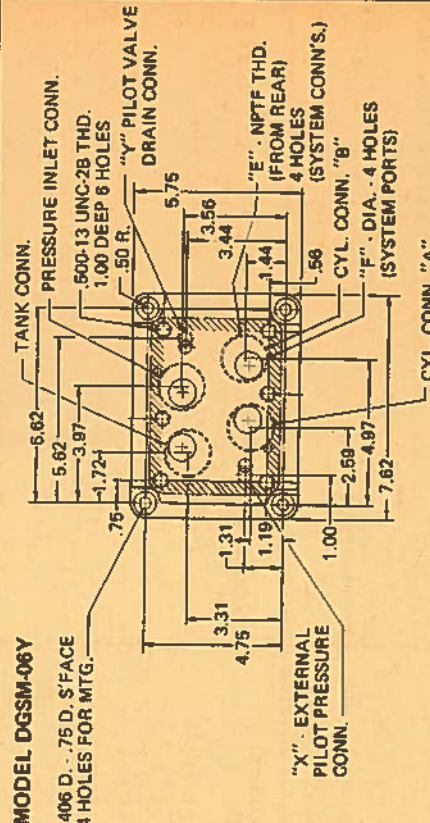 MODEL DGSM-06Y
406 D. - .75 D. S'FACE
4 HOLES FOR MTG.
TANK CONN.
PRESSURE INLET CONN.
.500-13 UNC-2B THD.
1.00 DEEP 6 HOLES
.50 R.
"Y" PILOT VALVE
DRAIN CONN.
6.62
5.62
3.97
1.72
.75
5.75
3.56
3.44
1.44
.56
"E" - NPTF THD.
(FROM REAR)
4 HOLES
(SYSTEM CONN'S.)
CYL. CONN. "B"
"F" - DIA. - 4 HOLES
(SYSTEM PORTS)
CYL. CONN. "A"
3.31
4.75
1.31
1.19
1.00
2.59
4.97
7.62
"X" - EXTERNAL
PILOT PRESSURE
CONN.